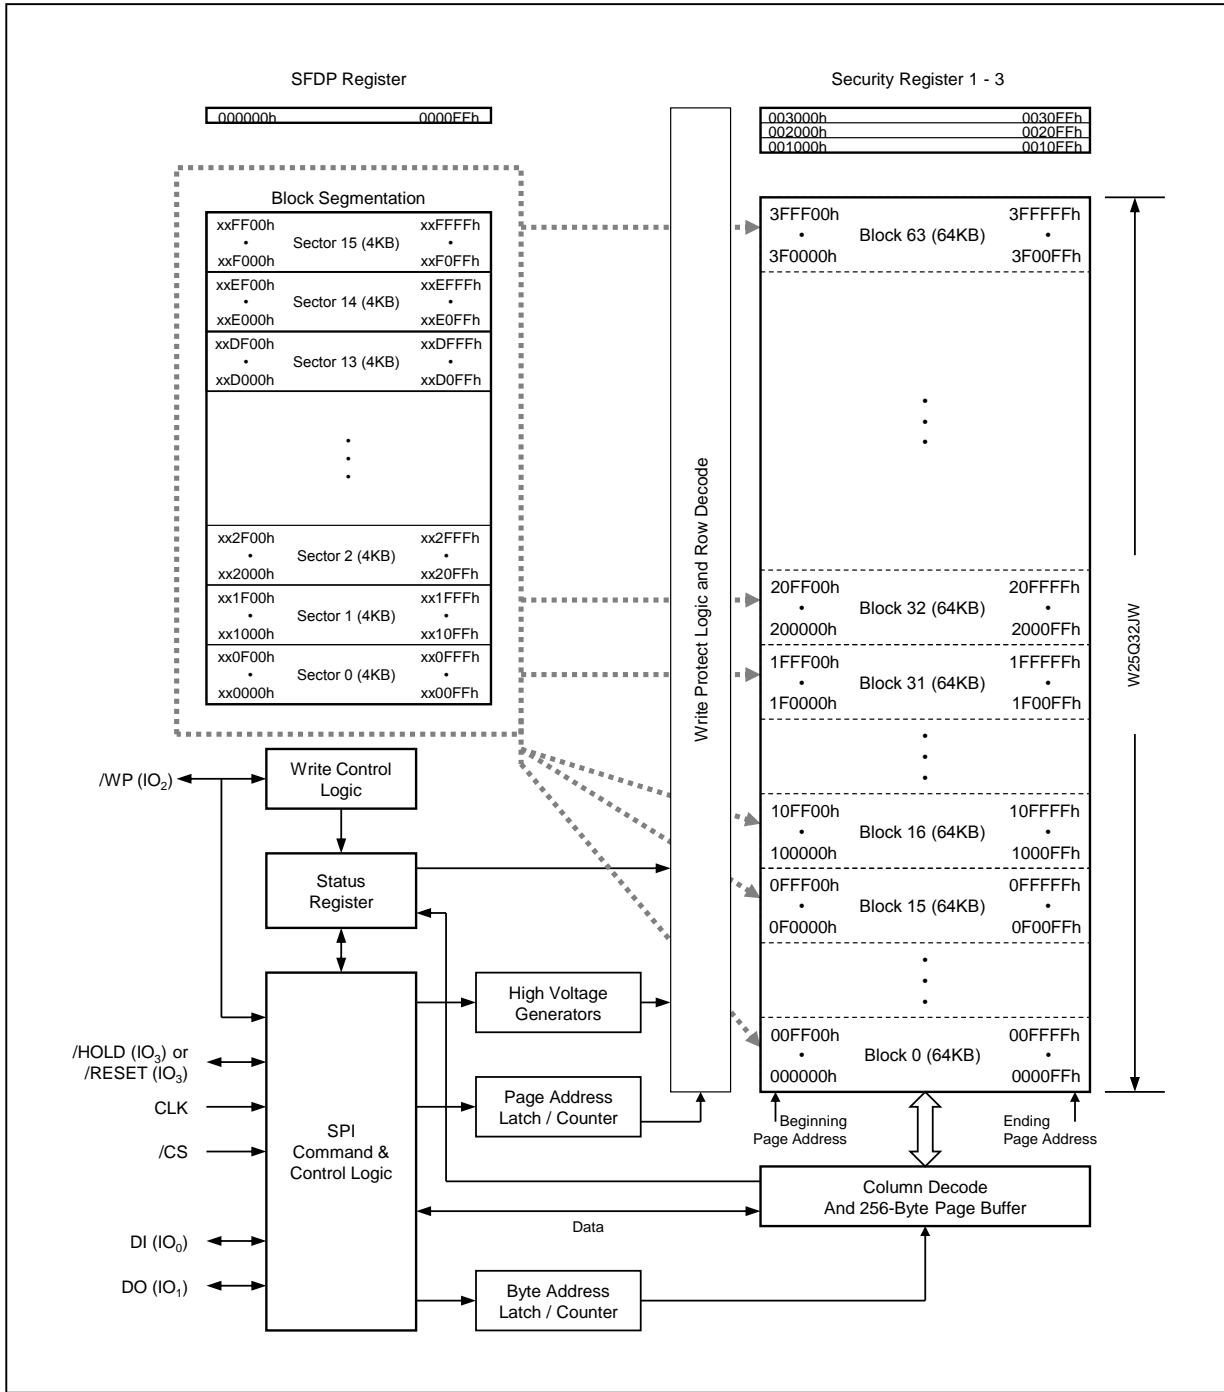 SFDP Register
000000h 0000FFh
Security Register 1 - 3
003000h 0030FFh
002000h 0020FFh
001000h 0010FFh
Block Segmentation
xxFF00h xxFFFFh
• Sector 15 (4KB) •
xxF000h xxF0FFh
xxEF00h xxEFFFh
• Sector 14 (4KB) •
xxE000h xxE0FFh
xxDF00h xxDFFFh
• Sector 13 (4KB) •
xxD000h xxD0FFh
xx2F00h xx2FFFh
• Sector 2 (4KB) •
xx2000h xx20FFh
xx1F00h xx1FFFh
• Sector 1 (4KB) •
xx1000h xx10FFh
xx0F00h xx0FFFh
• Sector 0 (4KB) •
xx0000h xx00FFh
Write Protect Logic and Row Decode
3FFF00h 3FFFFFh
• Block 63 (64KB) •
3F0000h 3F00FFh
20FF00h 20FFFFh
• Block 32 (64KB) •
200000h 2000FFh
1FFF00h 1FFFFFh
• Block 31 (64KB) •
1F0000h 1F00FFh
10FF00h 10FFFFh
• Block 16 (64KB) •
100000h 1000FFh
0FFF00h 0FFFFFh
• Block 15 (64KB) •
0F0000h 0F00FFh
00FF00h 00FFFFh
• Block 0 (64KB) •
000000h 0000FFh
W25Q32JW
Beginning
Page Address
Ending
Page Address
/WP (IO2)
Write Control
Logic
Status
Register
High Voltage
Generators
/HOLD (IO3) or
/RESET (IO3)
CLK
/CS
SPI
Command &
Control Logic
Page Address
Latch / Counter
Column Decode
And 256-Byte Page Buffer
Data
DI (IO0)
DO (IO1)
Byte Address
Latch / Counter